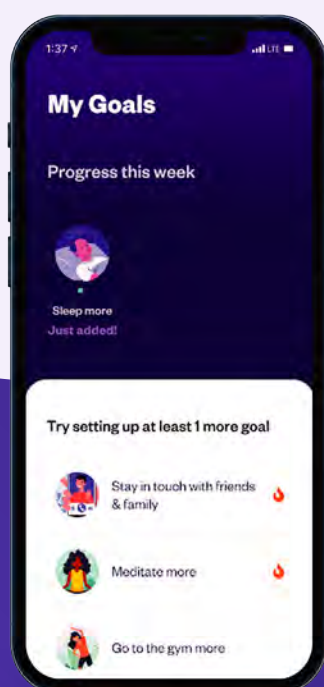 1:37
LTE
My Goals
Progress this week
Sleep more
Just added!
Try setting up at least 1 more goal
Stay in touch with friends
& family
Meditate more
Go to the gym more